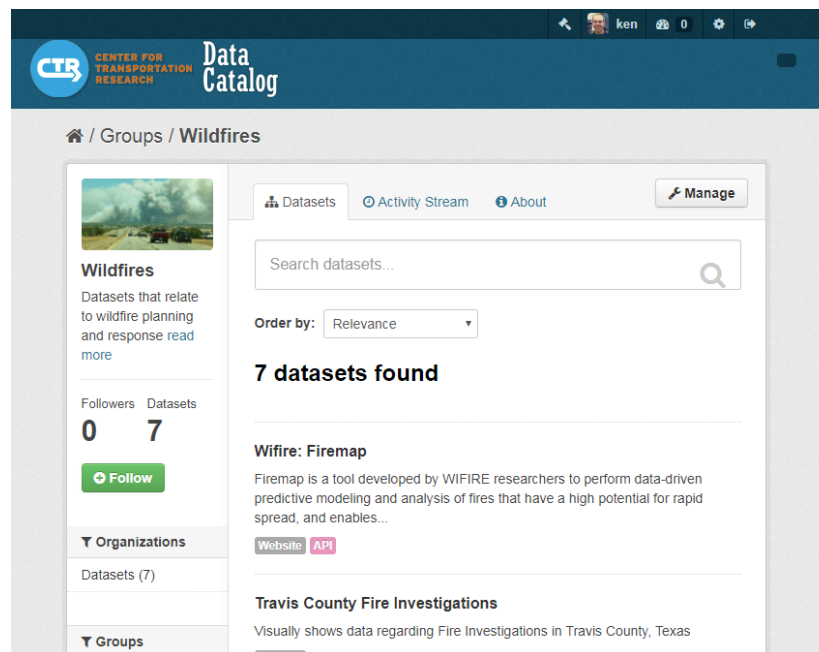 ken 0
CTR CENTER FOR TRANSPORTATION RESEARCH
Data Catalog
/ Groups / Wildfires
Datasets
Activity Stream
About
Manage
Wildfires
Datasets that relate
to wildfire planning
and response read
more
Followers Datasets
0 7
Follow
Organizations
Datasets (7)
Groups
Search datasets...
Order by: Relevance
7 datasets found
Wifire: Firemap
Firemap is a tool developed by WIFIRE researchers to perform data-driven
predictive modeling and analysis of fires that have a high potential for rapid
spread, and enables...
Website API
Travis County Fire Investigations
Visually shows data regarding Fire Investigations in Travis County, Texas